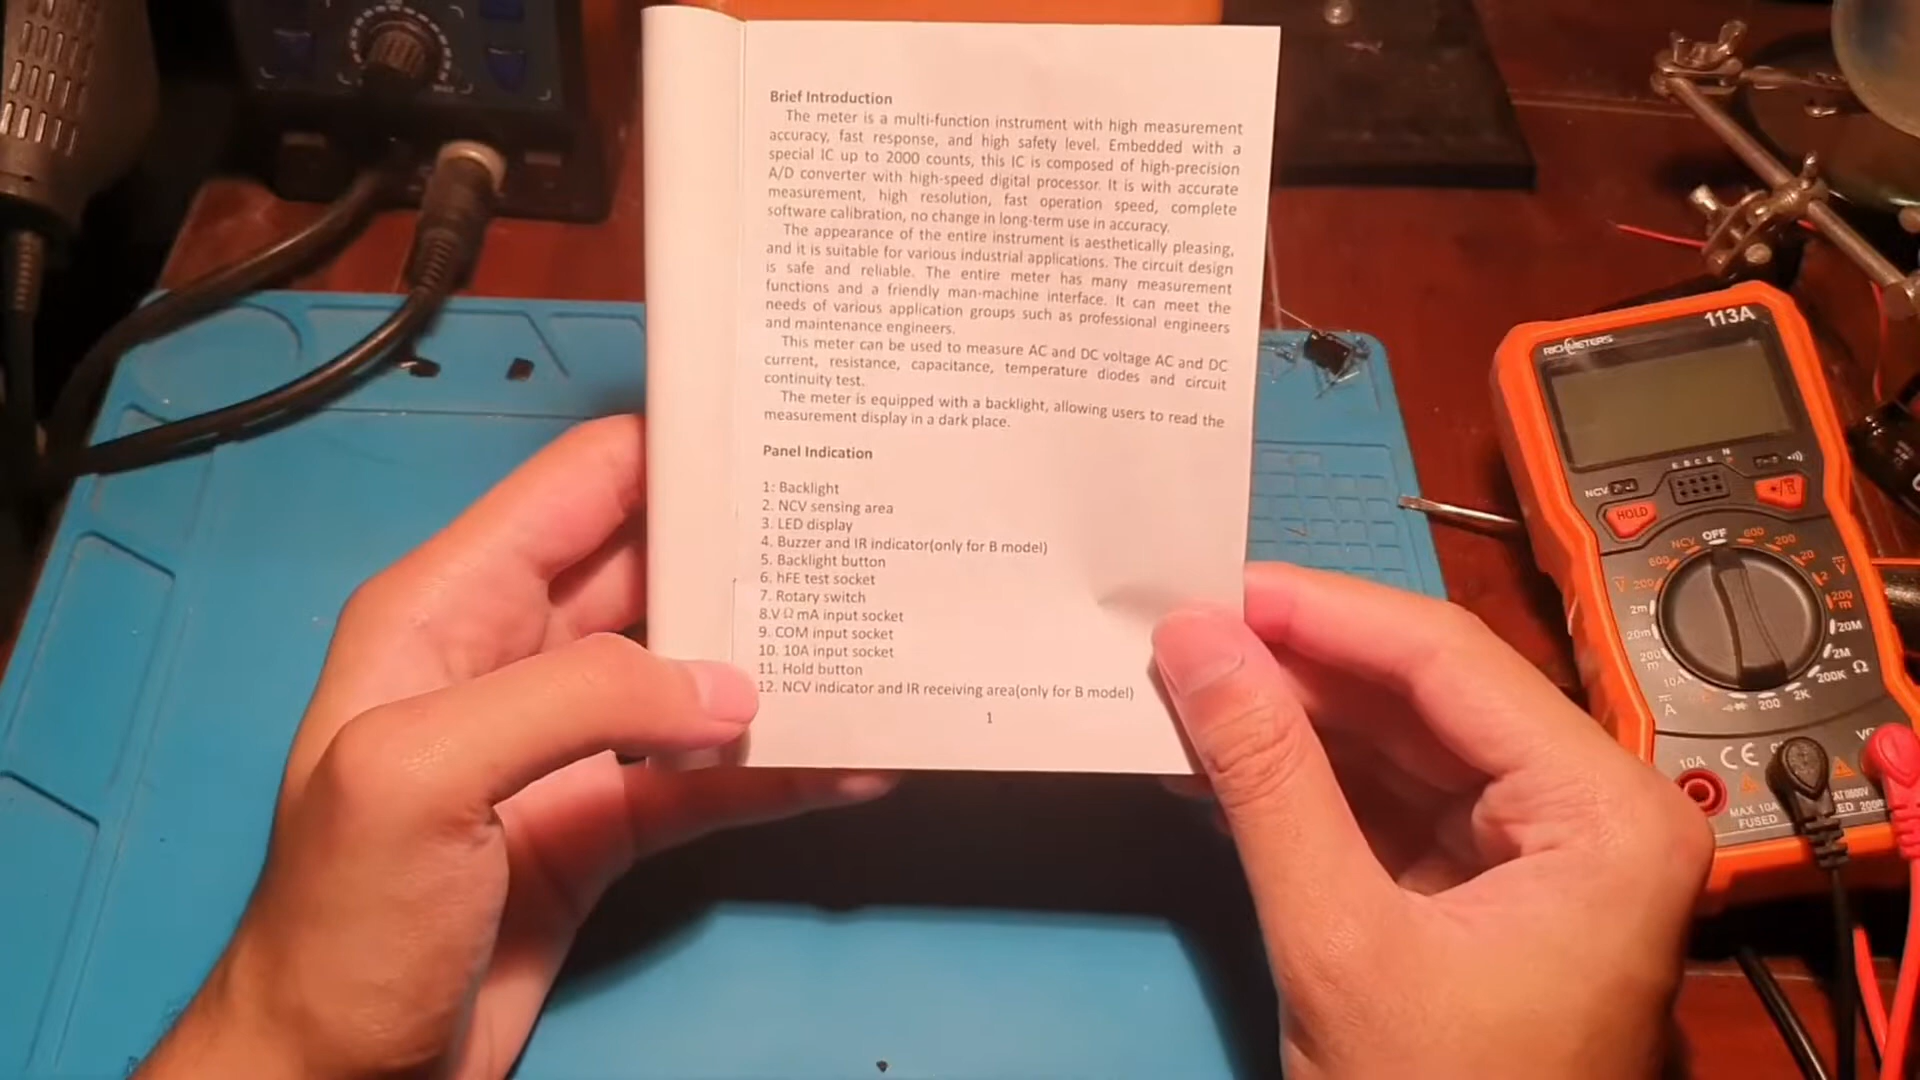 Brief Introduction
The meter is a multi-function instrument with high measurement
accuracy, fast response, and high safety level. Embedded with a
special IC up to 2000 counts, this IC is composed of high-precision
A/D converter with high-speed digital processor. It is with accurate
measurement, high resolution, fast operation speed, complete
software calibration, no change in long-term use in accuracy.
The appearance of the entire instrument is aesthetically pleasing,
and it is suitable for various industrial applications. The circuit design
is safe and reliable. The entire meter has many measurement
functions and a friendly man-machine interface. It can meet the
needs of various application groups such as professional engineers
and maintenance engineers.
This meter can be used to measure AC and DC voltage AC and DC
current, resistance, capacitance, temperature diodes and circuit
continuity test.
The meter is equipped with a backlight, allowing users to read the
measurement display in a dark place.
Panel Indication
1: Backlight
2. NCV sensing area
3. LED display
4. Buzzer and IR indicator(only for B model)
5. Backlight button
6. hFE test socket
7. Rotary switch
8.V Ω mA input socket
9. COM input socket
10. 10A input socket
11. Hold button
12. NCV indicator and IR receiving area(only for B model)
1
113A
RICHMETERS
NCV
HOLD
OFF
NCV 600
600 200
200 20
2m 2
20m 200m
200m 20M
10A 2M
A 200K Ω
200 2K
10A CE
MAX 10A
FUSED